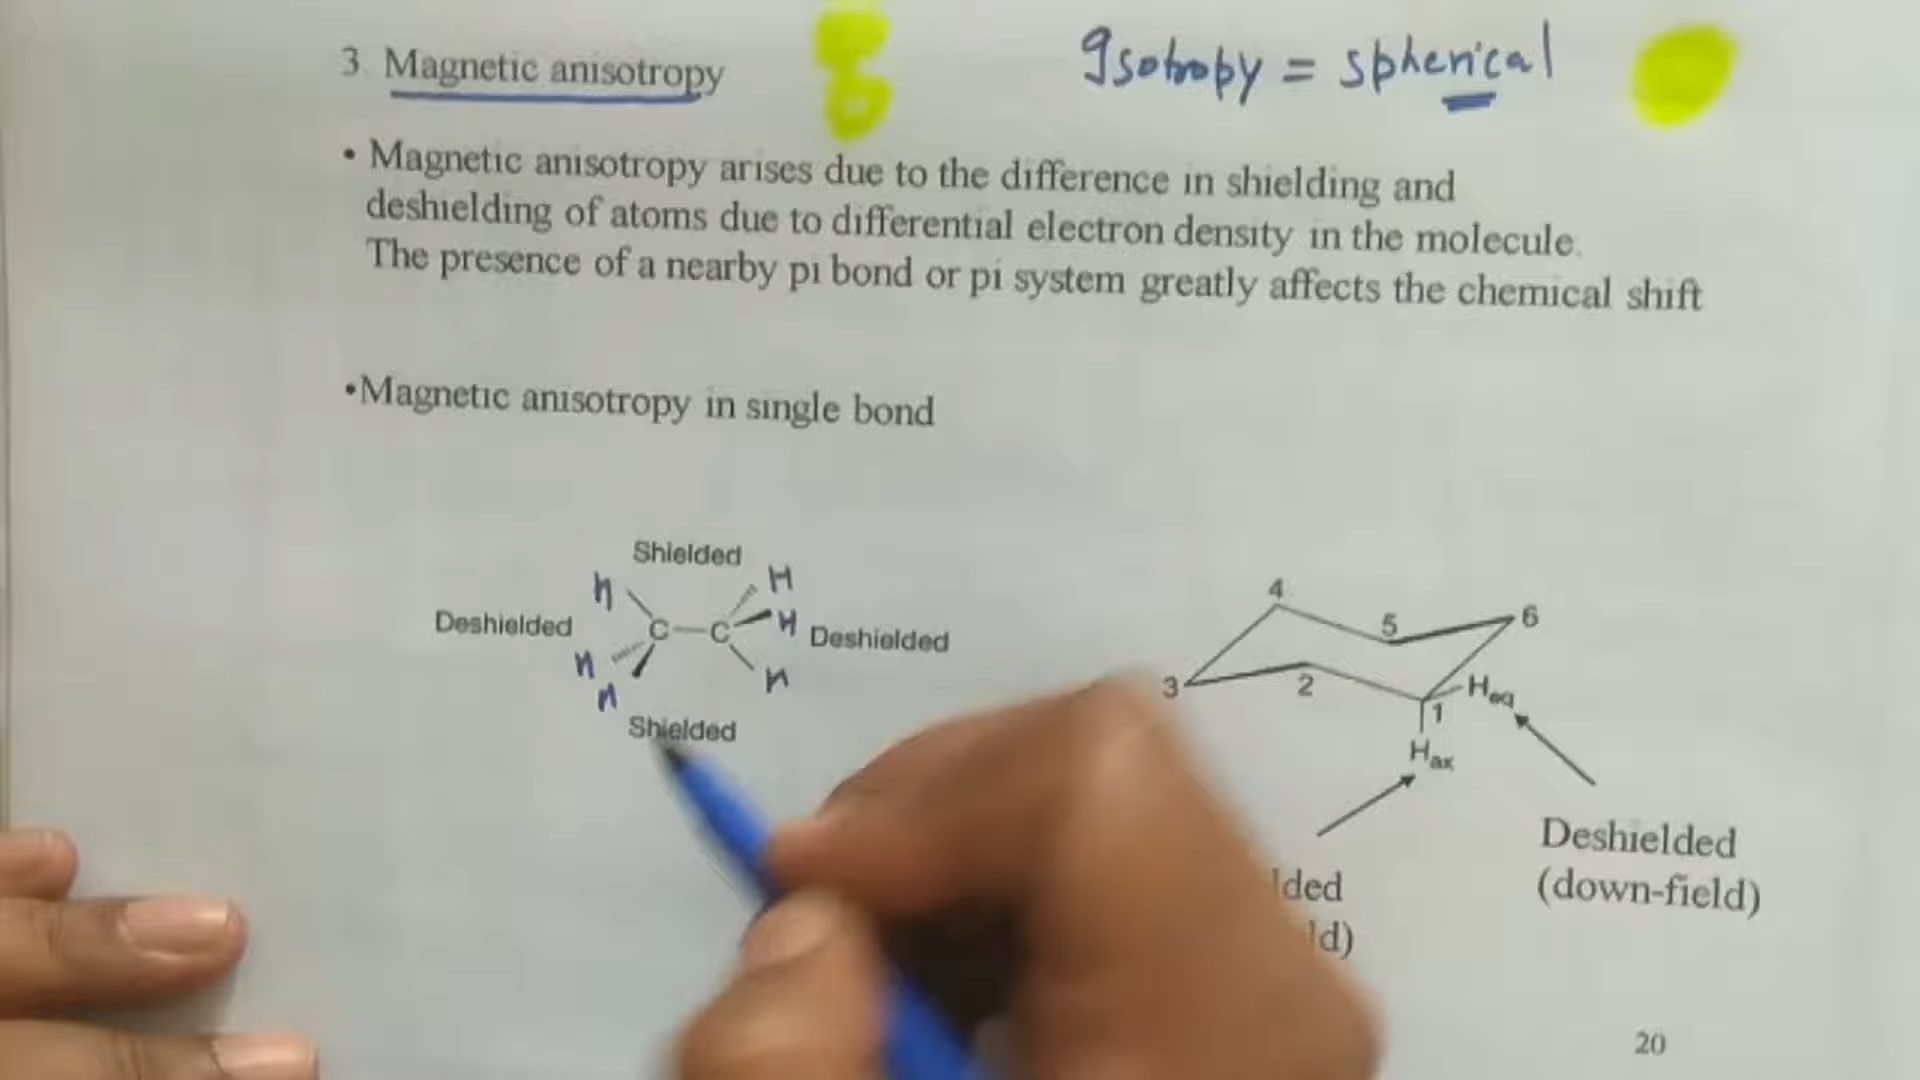 3. Magnetic anisotropy
Isotropy = spherical
• Magnetic anisotropy arises due to the difference in shielding and
deshielding of atoms due to differential electron density in the molecule.
The presence of a nearby pi bond or pi system greatly affects the chemical shift
•Magnetic anisotropy in single bond
Shielded
H H
Deshielded C C H Deshielded
H H
H
Shielded
4
5 6
3 2 1 Heq
Hax
Deshielded
(down-field)
20